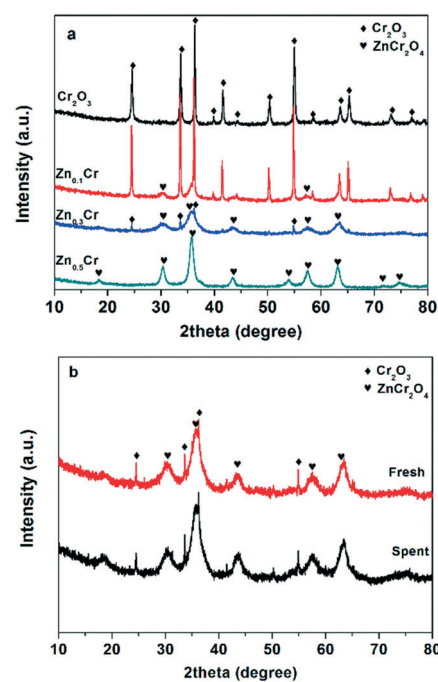 a
♦ Cr₂O₃
♥ ZnCr₂O₄
Cr₂O₃
Zn₀.₁Cr
Zn₀.₃Cr
Zn₀.₅Cr
Intensity (a.u.)
10 20 30 40 50 60 70 80
2theta (degree)
b
♦ Cr₂O₃
♥ ZnCr₂O₄
Fresh
Spent
Intensity (a.u.)
10 20 30 40 50 60 70 80
2theta (degree)